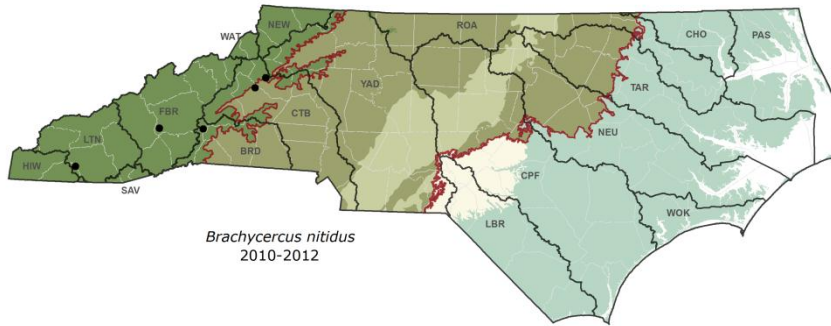 NEW
WAT
ROA
CHO
PAS
YAD
TAR
FBR
CTB
LTN
NEU
BRD
HIW
CPF
SAV
WOK
LBR
Brachycercus nitidus
2010-2012